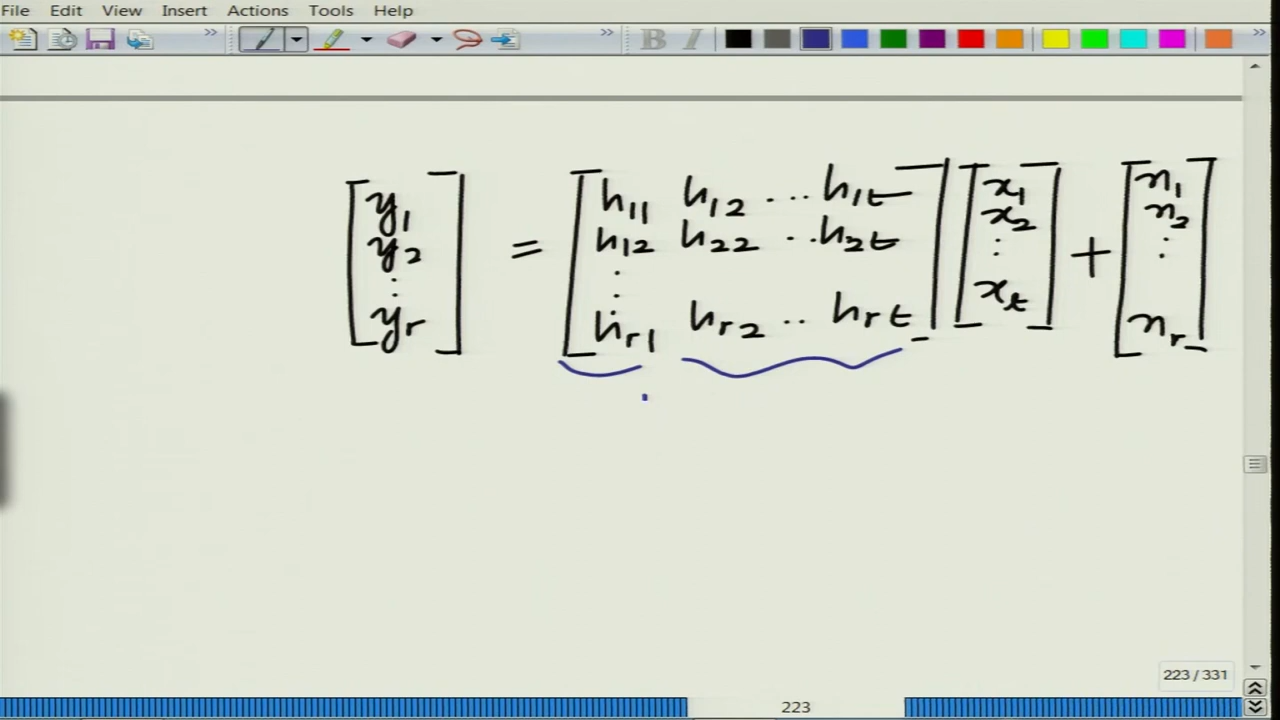 File Edit View Insert Actions Tools Help
» B I »
[y₁ y₂ ⋮ yᵣ] = [h₁₁ h₁₂ ... h₁ₜ
h₁₂ h₂₂ .. h₂ₜ
⋮
hᵣ₁ hᵣ₂ .. hᵣₜ] [x₁ x₂ ⋮ xₜ] + [n₁ n₂ ⋮ nᵣ]
223 / 331
223